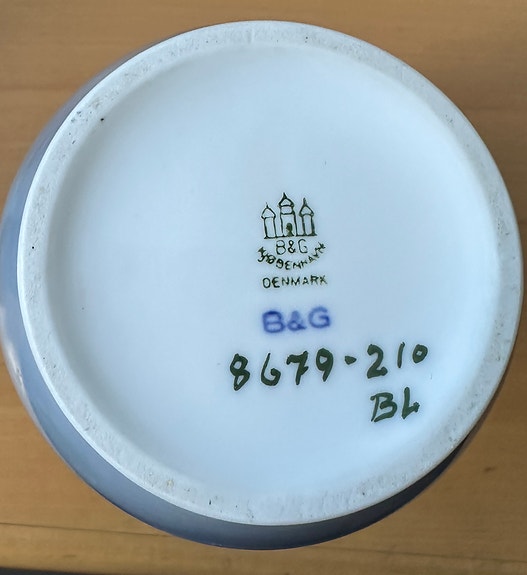 B&G
KJØBENHAVN
DENMARK
B&G
8679-210
BL